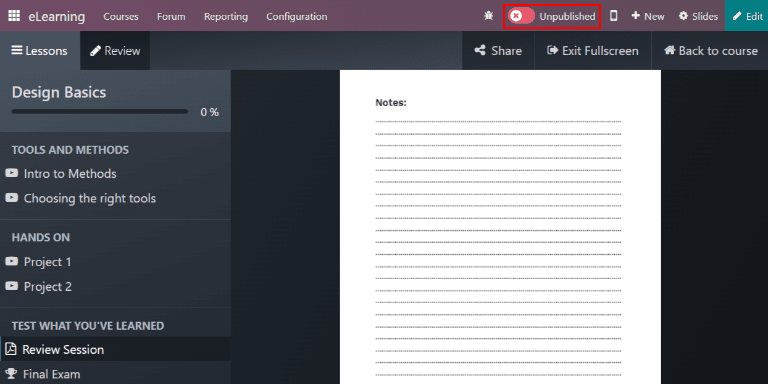 eLearning Courses Forum Reporting Configuration Unpublished New Slides Edit
Lessons Review Share Exit Fullscreen Back to course
Design Basics
0 %
TOOLS AND METHODS
Intro to Methods
Choosing the right tools
HANDS ON
Project 1
Project 2
TEST WHAT YOU'VE LEARNED
Review Session
Final Exam
Notes: